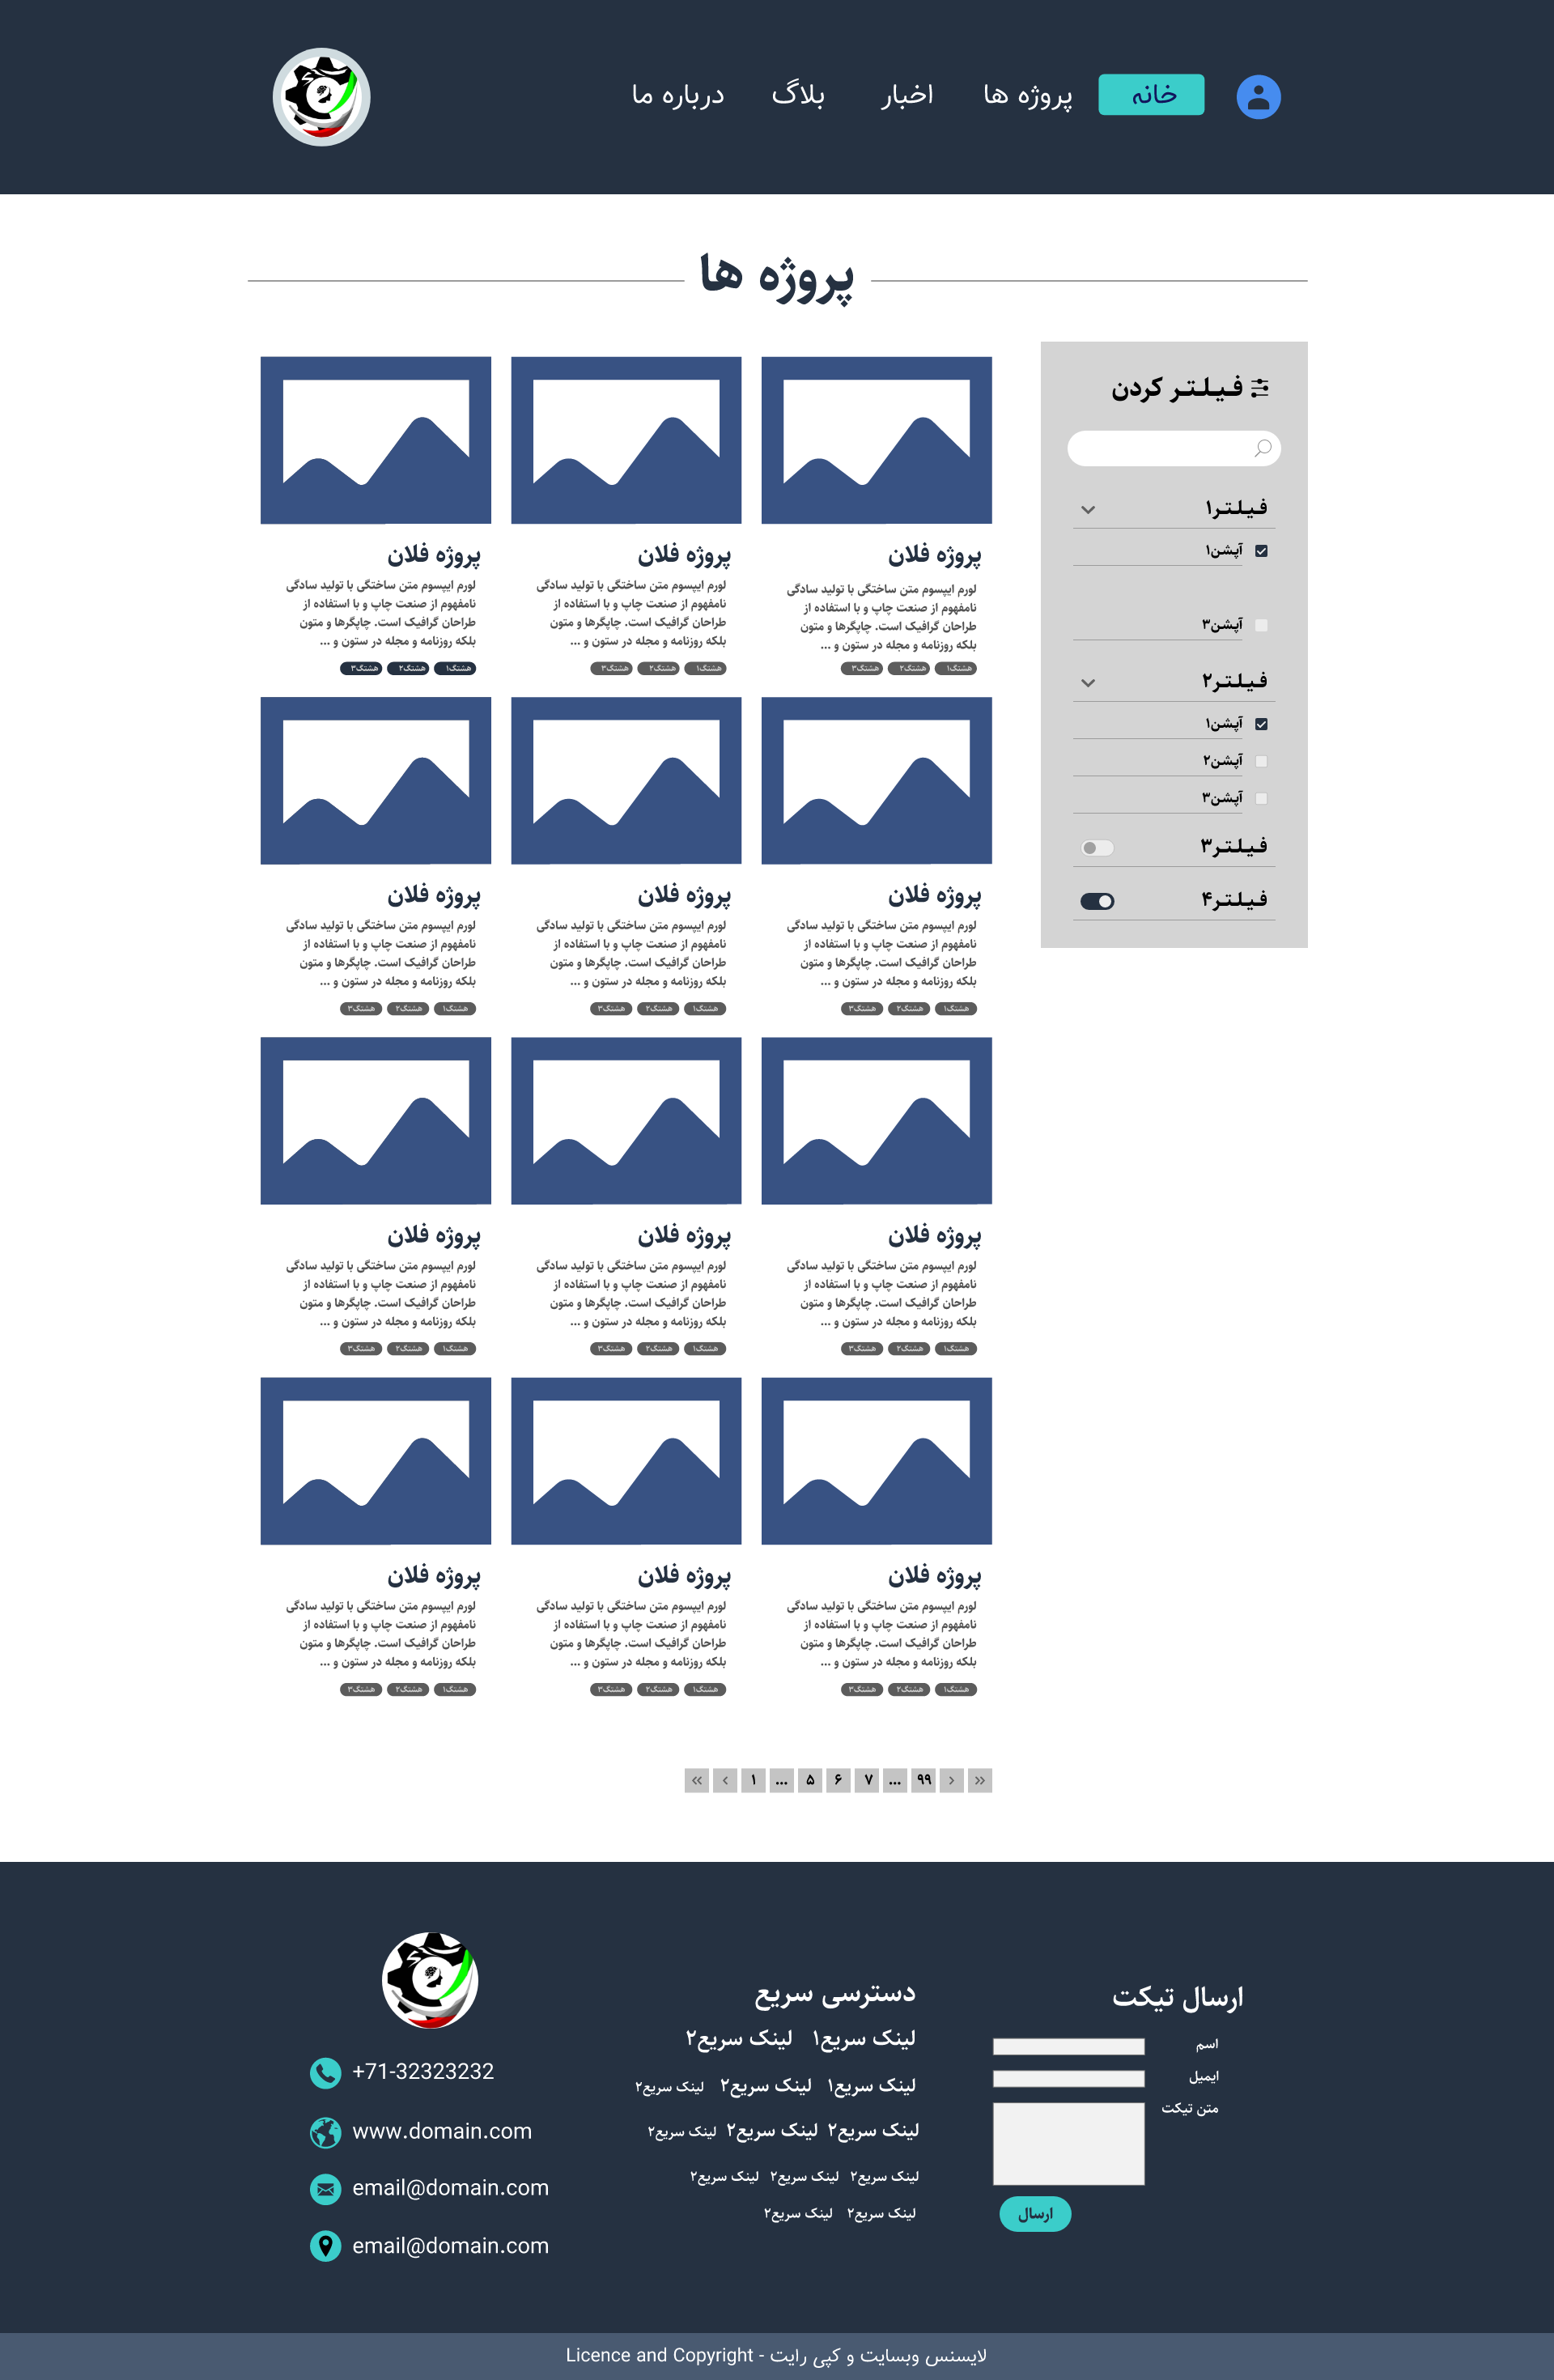 خانه
پروژه ها
اخبار
بلاگ
درباره ما
پروژه ها
فیلتر کردن
فیلتر۱
آپشن۱
آپشن۳
فیلتر۲
آپشن۱
آپشن۲
آپشن۳
فیلتر۳
فیلتر۴
پروژه فلان
لورم ایپسوم متن ساختگی با تولید سادگی
نامفهوم از صنعت چاپ و با استفاده از
طراحان گرافیک است. چاپگرها و متون
بلکه روزنامه و مجله در ستون و ...
هشتگ۱ هشتگ۲ هشتگ۳
پروژه فلان
لورم ایپسوم متن ساختگی با تولید سادگی
نامفهوم از صنعت چاپ و با استفاده از
طراحان گرافیک است. چاپگرها و متون
بلکه روزنامه و مجله در ستون و ...
هشتگ۱ هشتگ۲ هشتگ۳
پروژه فلان
لورم ایپسوم متن ساختگی با تولید سادگی
نامفهوم از صنعت چاپ و با استفاده از
طراحان گرافیک است. چاپگرها و متون
بلکه روزنامه و مجله در ستون و ...
هشتگ۱ هشتگ۲ هشتگ۳
پروژه فلان
لورم ایپسوم متن ساختگی با تولید سادگی
نامفهوم از صنعت چاپ و با استفاده از
طراحان گرافیک است. چاپگرها و متون
بلکه روزنامه و مجله در ستون و ...
هشتگ۱ هشتگ۲ هشتگ۳
پروژه فلان
لورم ایپسوم متن ساختگی با تولید سادگی
نامفهوم از صنعت چاپ و با استفاده از
طراحان گرافیک است. چاپگرها و متون
بلکه روزنامه و مجله در ستون و ...
هشتگ۱ هشتگ۲ هشتگ۳
پروژه فلان
لورم ایپسوم متن ساختگی با تولید سادگی
نامفهوم از صنعت چاپ و با استفاده از
طراحان گرافیک است. چاپگرها و متون
بلکه روزنامه و مجله در ستون و ...
هشتگ۱ هشتگ۲ هشتگ۳
پروژه فلان
لورم ایپسوم متن ساختگی با تولید سادگی
نامفهوم از صنعت چاپ و با استفاده از
طراحان گرافیک است. چاپگرها و متون
بلکه روزنامه و مجله در ستون و ...
هشتگ۱ هشتگ۲ هشتگ۳
پروژه فلان
لورم ایپسوم متن ساختگی با تولید سادگی
نامفهوم از صنعت چاپ و با استفاده از
طراحان گرافیک است. چاپگرها و متون
بلکه روزنامه و مجله در ستون و ...
هشتگ۱ هشتگ۲ هشتگ۳
پروژه فلان
لورم ایپسوم متن ساختگی با تولید سادگی
نامفهوم از صنعت چاپ و با استفاده از
طراحان گرافیک است. چاپگرها و متون
بلکه روزنامه و مجله در ستون و ...
هشتگ۱ هشتگ۲ هشتگ۳
پروژه فلان
لورم ایپسوم متن ساختگی با تولید سادگی
نامفهوم از صنعت چاپ و با استفاده از
طراحان گرافیک است. چاپگرها و متون
بلکه روزنامه و مجله در ستون و ...
هشتگ۱ هشتگ۲ هشتگ۳
پروژه فلان
لورم ایپسوم متن ساختگی با تولید سادگی
نامفهوم از صنعت چاپ و با استفاده از
طراحان گرافیک است. چاپگرها و متون
بلکه روزنامه و مجله در ستون و ...
هشتگ۱ هشتگ۲ هشتگ۳
پروژه فلان
لورم ایپسوم متن ساختگی با تولید سادگی
نامفهوم از صنعت چاپ و با استفاده از
طراحان گرافیک است. چاپگرها و متون
بلکه روزنامه و مجله در ستون و ...
هشتگ۱ هشتگ۲ هشتگ۳
« ‹ ۱ ... ۵ ۶ ۷ ... ۹۹ › »
ارسال تیکت
اسم
ایمیل
متن تیکت
ارسال
دسترسی سریع
لینک سریع۱ لینک سریع۲
لینک سریع۱ لینک سریع۲ لینک سریع۲
لینک سریع۲ لینک سریع۲ لینک سریع۲
لینک سریع۲ لینک سریع۲ لینک سریع۲
لینک سریع۲ لینک سریع۲
+71-32323232
www.domain.com
email@domain.com
email@domain.com
لایسنس وبسایت و کپی رایت - Licence and Copyright